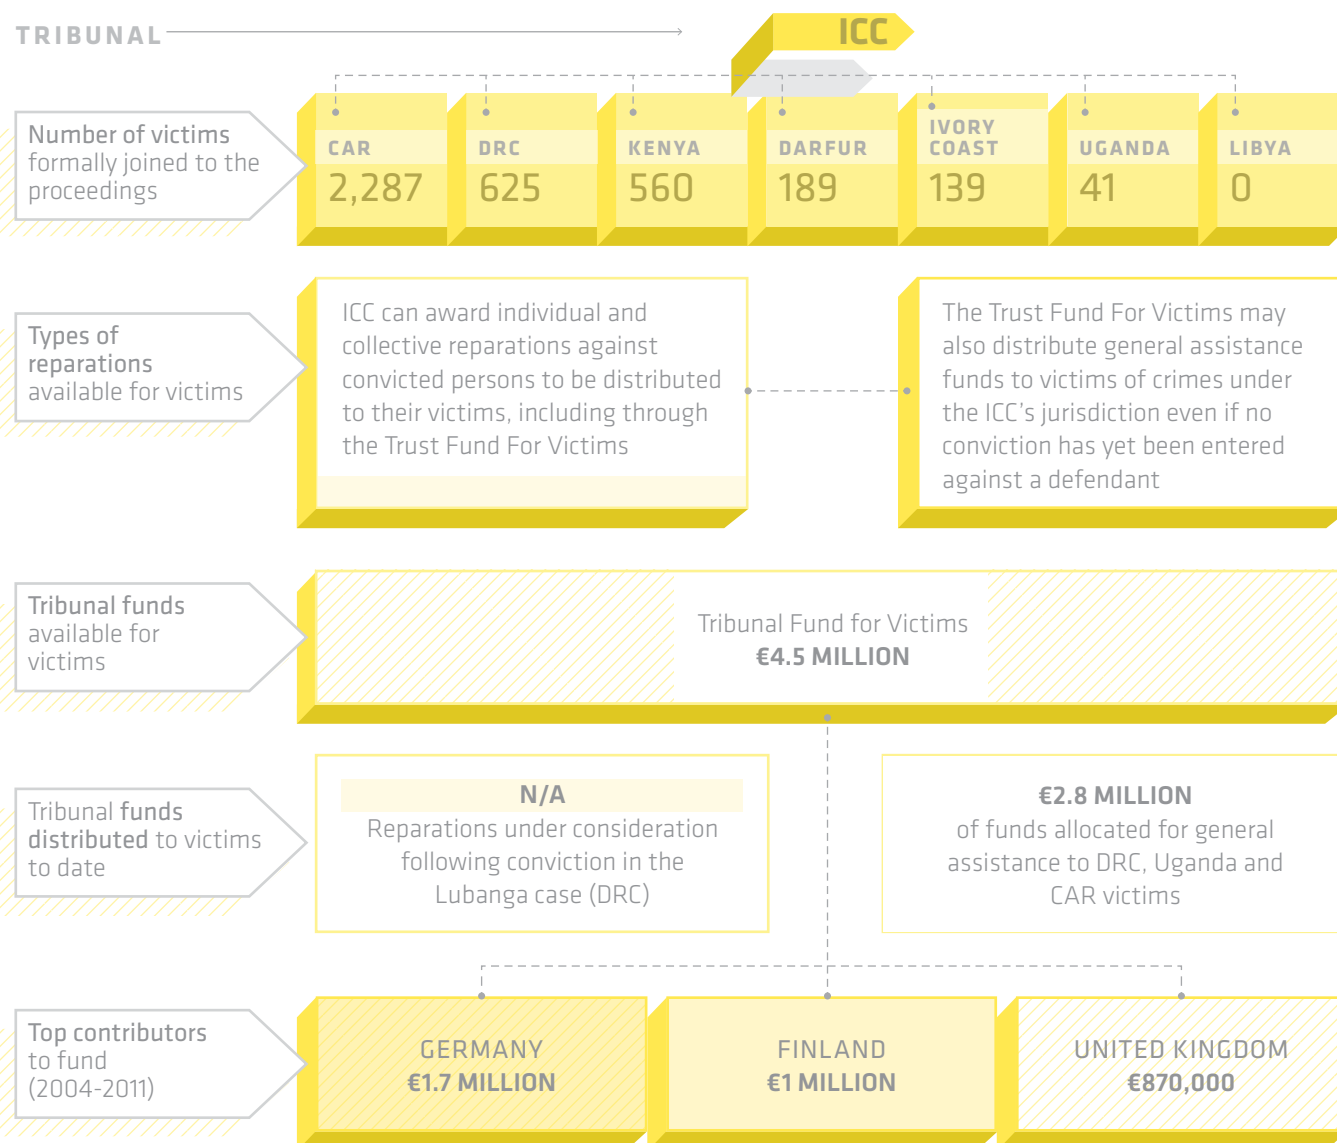 TRIBUNAL
ICC
Number of victims
formally joined to the
proceedings
CAR
2,287
DRC
625
KENYA
560
DARFUR
189
IVORY
COAST
139
UGANDA
41
LIBYA
0
Types of
reparations
available for victims
ICC can award individual and
collective reparations against
convicted persons to be distributed
to their victims, including through
the Trust Fund For Victims
The Trust Fund For Victims may
also distribute general assistance
funds to victims of crimes under
the ICC’s jurisdiction even if no
conviction has yet been entered
against a defendant
Tribunal funds
available for
victims
Tribunal Fund for Victims
€4.5 MILLION
Tribunal funds
distributed to victims
to date
N/A
Reparations under consideration
following conviction in the
Lubanga case (DRC)
€2.8 MILLION
of funds allocated for general
assistance to DRC, Uganda and
CAR victims
Top contributors
to fund
(2004-2011)
GERMANY
€1.7 MILLION
FINLAND
€1 MILLION
UNITED KINGDOM
€870,000